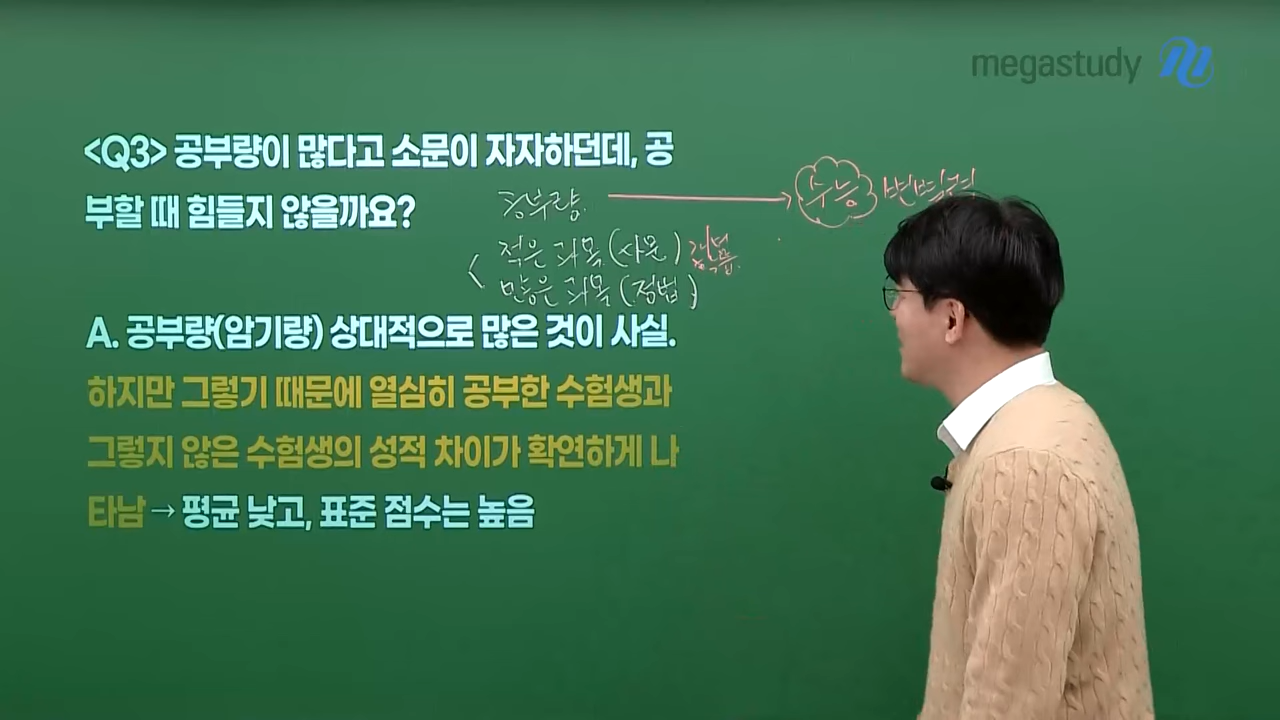 megastudy
<Q3> 공부량이 많다고 소문이 자자하던데, 공
부할 때 힘들지 않을까요?
공부량 → 수능 변별력
적은 과목 (사문)
많은 과목 (정법)
A. 공부량(암기량) 상대적으로 많은 것이 사실.
하지만 그렇기 때문에 열심히 공부한 수험생과
그렇지 않은 수험생의 성적 차이가 확연하게 나
타남 → 평균 낮고, 표준 점수는 높음